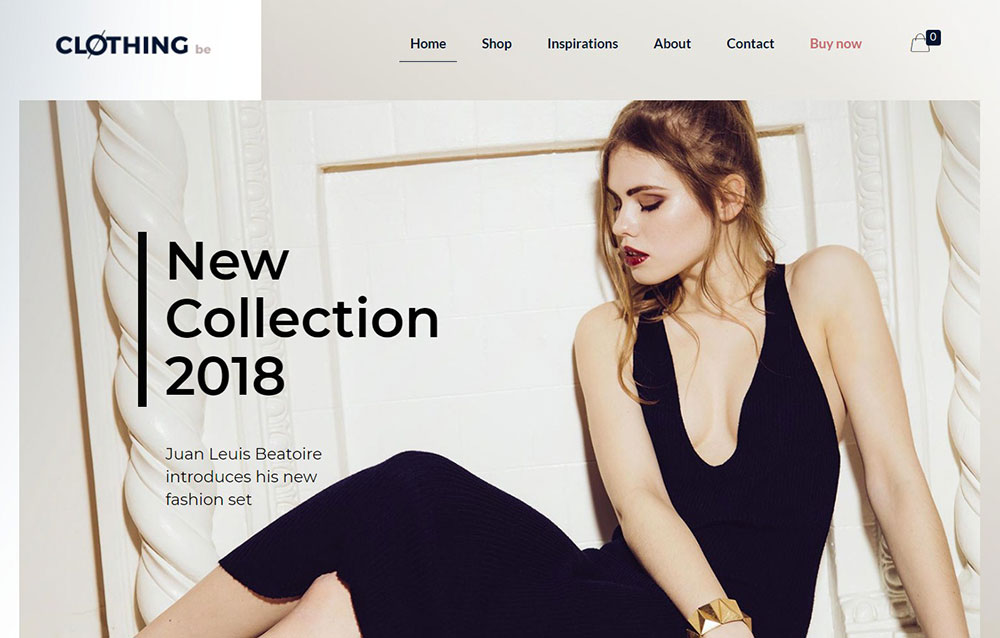 CLOTHING be
Home Shop Inspirations About Contact Buy now 0
New
Collection
2018
Juan Leuis Beatoire
introduces his new
fashion set